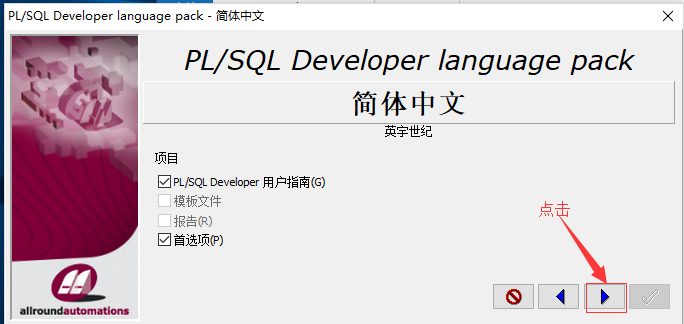 PL/SQL Developer language pack - 简体中文
PL/SQL Developer language pack
简体中文
英宇世纪
项目
PL/SQL Developer 用户指南(G)
模板文件
报告(R)
首选项(P)
点击
allroundautomations